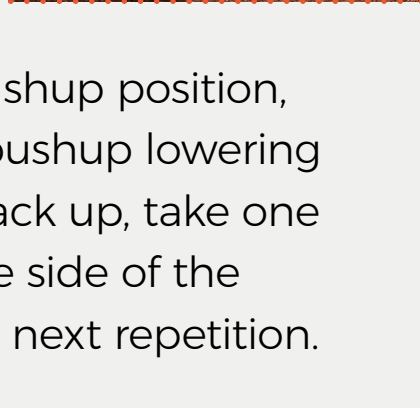 shup position,
pushup lowering
ack up, take one
e side of the
next repetition.